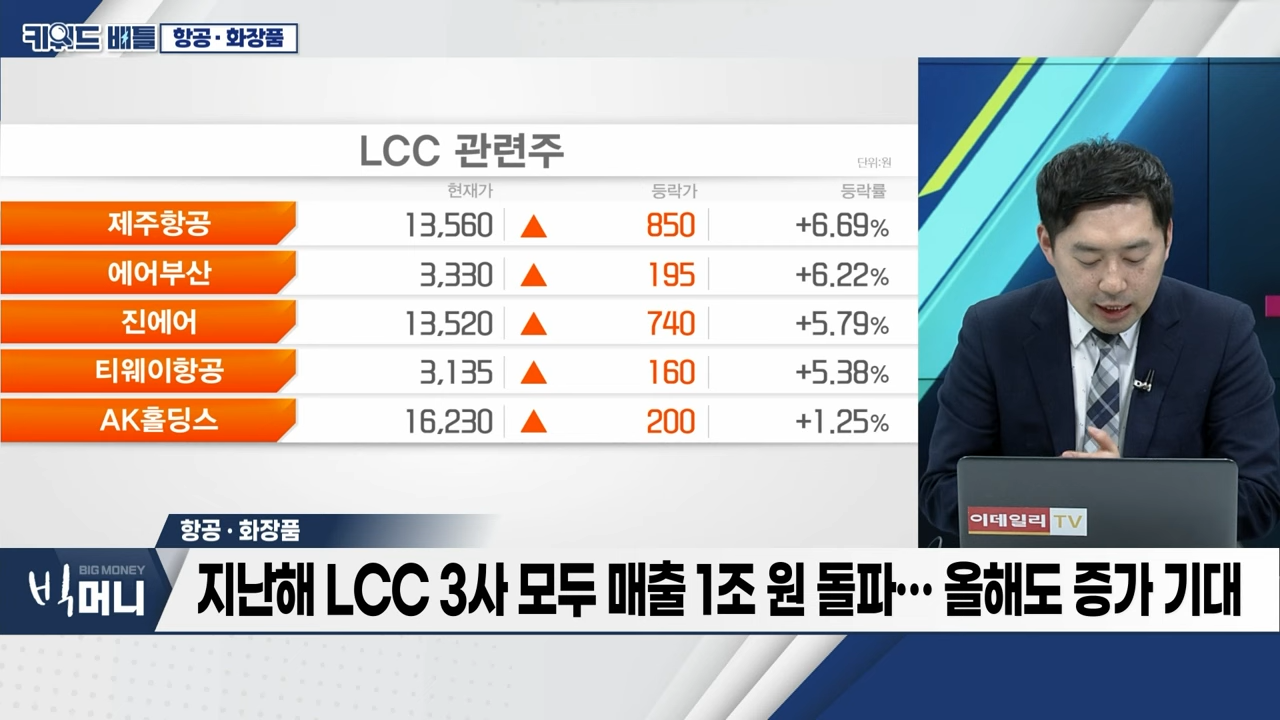 키워드 배틀 항공·화장품
LCC 관련주
단위:원
현재가 등락가 등락률
제주항공 13,560 ▲ 850 +6.69%
에어부산 3,330 ▲ 195 +6.22%
진에어 13,520 ▲ 740 +5.79%
티웨이항공 3,135 ▲ 160 +5.38%
AK홀딩스 16,230 ▲ 200 +1.25%
이데일리 TV
항공·화장품
BIG MONEY
빅머니
지난해 LCC 3사 모두 매출 1조 원 돌파… 올해도 증가 기대